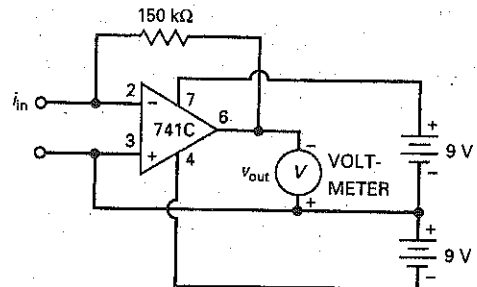 150 kΩ
i_in
2
−
7
741C
6
3
+
4
v_out
V
−
+
VOLT-
METER
+
−
9 V
+
−
9 V